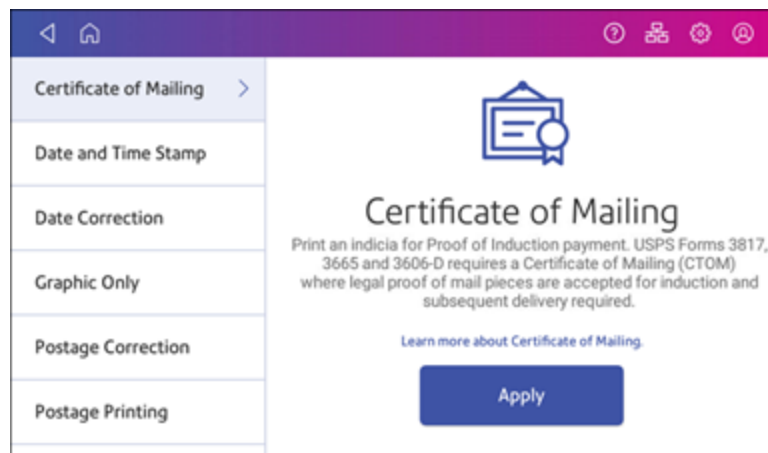 Certificate of Mailing
Date and Time Stamp
Date Correction
Graphic Only
Postage Correction
Postage Printing
Certificate of Mailing
Print an indicia for Proof of Induction payment. USPS Forms 3817,
3665 and 3606-D requires a Certificate of Mailing (CTOM)
where legal proof of mail pieces are accepted for induction and
subsequent delivery required.
Learn more about Certificate of Mailing.
Apply